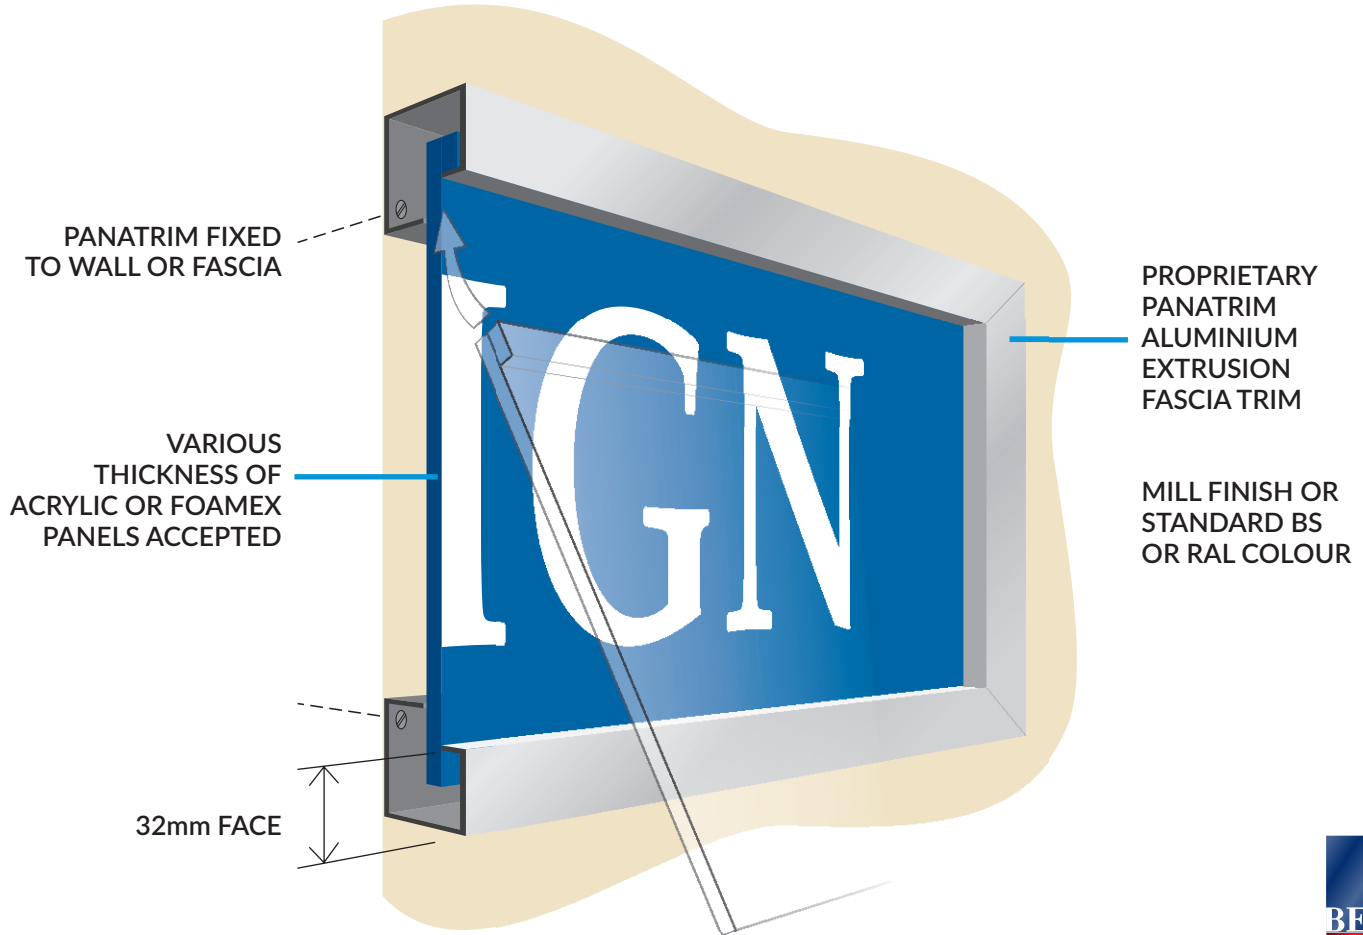 PANATRIM FIXED
TO WALL OR FASCIA
VARIOUS
THICKNESS OF
ACRYLIC OR FOAMEX
PANELS ACCEPTED
32mm FACE
IGN
PROPRIETARY
PANATRIM
ALUMINIUM
EXTRUSION
FASCIA TRIM
MILL FINISH OR
STANDARD BS
OR RAL COLOUR
BE